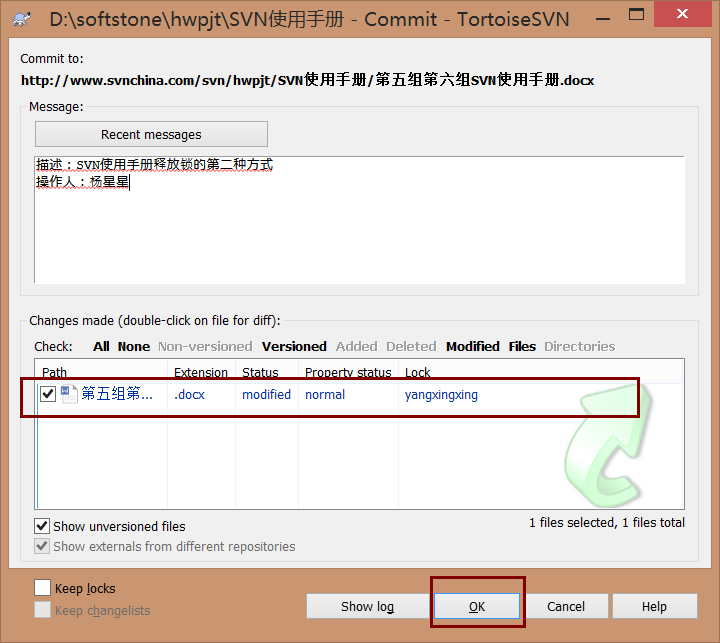 D:\softstone\hwpjt\SVN使用手册 - Commit - TortoiseSVN
Commit to:
http://www.svnchina.com/svn/hwpjt/SVN使用手册/第五组第六组SVN使用手册.docx
Message:
Recent messages
描述：SVN使用手册释放锁的第二种方式
操作人：杨星星
Changes made (double-click on file for diff):
Check: All None Non-versioned Versioned Added Deleted Modified Files Directories
Path Extension Status Property status Lock
第五组第... .docx modified normal yangxingxing
Show unversioned files
1 files selected, 1 files total
Show externals from different repositories
Keep locks
Keep changelists
Show log OK Cancel Help